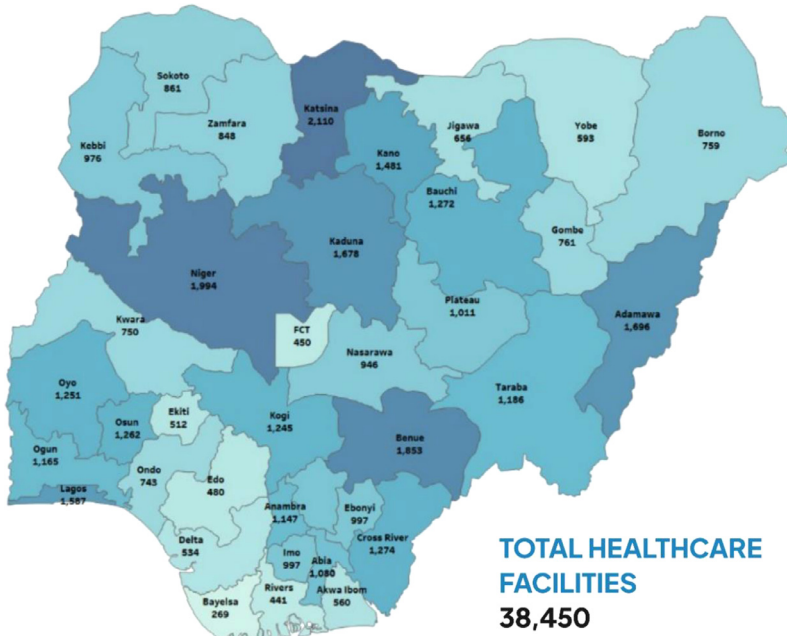 Sokoto
861
Katsina
2,110
Zamfara
848
Kebbi
976
Kano
1,481
Jigawa
656
Yobe
593
Borno
759
Bauchi
1,272
Gombe
761
Kaduna
1,678
Niger
1,994
Adamawa
1,696
Plateau
1,011
Kwara
750
FCT
450
Nasarawa
946
Taraba
1,186
Oyo
1,251
Osun
1,262
Ekiti
512
Kogi
1,245
Benue
1,853
Ogun
1,165
Ondo
743
Edo
480
Lagos
1,587
Anambra
1,147
Ebonyi
997
Cross River
1,274
Delta
534
Imo
997
Abia
1,080
Bayelsa
269
Rivers
441
Akwa Ibom
560
TOTAL HEALTHCARE
FACILITIES
38,450